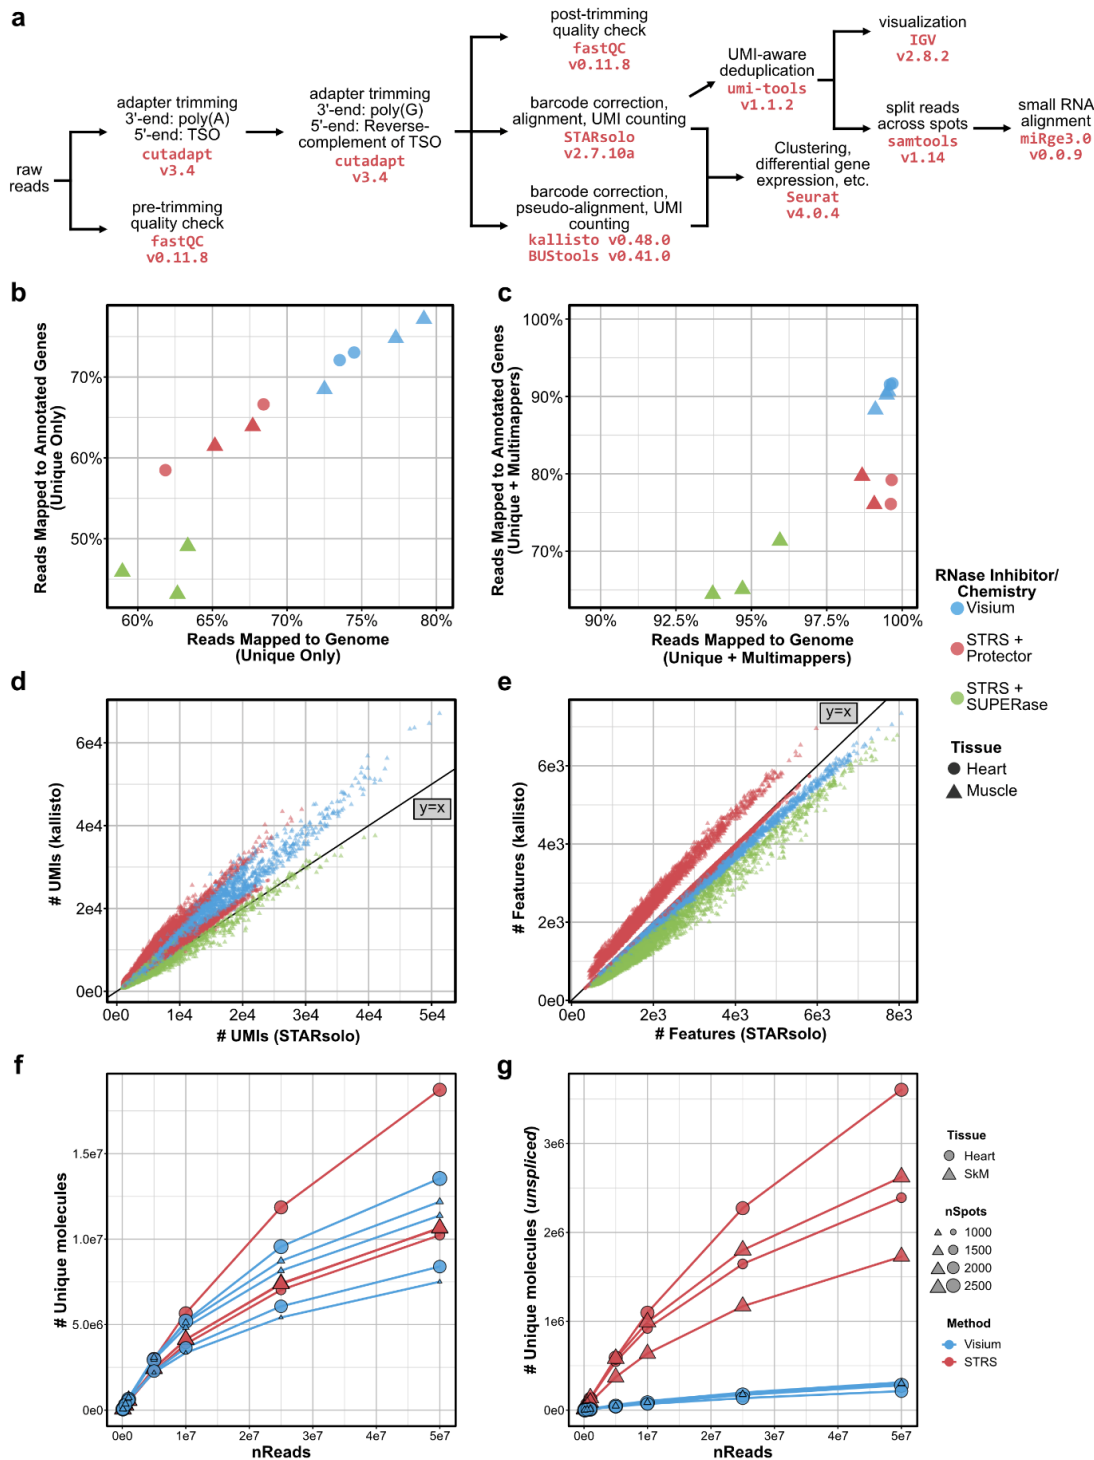 a
raw
reads
adapter trimming
3'-end: poly(A)
5'-end: TSO
cutadapt
v3.4
pre-trimming
quality check
fastQC
v0.11.8
adapter trimming
3'-end: poly(G)
5'-end: Reverse-
complement of TSO
cutadapt
v3.4
post-trimming
quality check
fastQC
v0.11.8
barcode correction,
alignment, UMI counting
STARsolo
v2.7.10a
barcode correction,
pseudo-alignment, UMI
counting
kallisto v0.48.0
BUStools v0.41.0
UMI-aware
deduplication
umi-tools
v1.1.2
Clustering,
differential gene
expression, etc.
Seurat
v4.0.4
visualization
IGV
v2.8.2
split reads
across spots
samtools
v1.14
small RNA
alignment
miRge3.0
v0.0.9
b
Reads Mapped to Annotated Genes
(Unique Only)
70%
60%
50%
60% 65% 70% 75% 80%
Reads Mapped to Genome
(Unique Only)
c
Reads Mapped to Annotated Genes
(Unique + Multimappers)
100%
90%
80%
70%
90% 92.5% 95% 97.5% 100%
Reads Mapped to Genome
(Unique + Multimappers)
RNase Inhibitor/
Chemistry
Visium
STRS +
Protector
STRS +
SUPERase
Tissue
Heart
Muscle
d
# UMIs (kallisto)
6e4
4e4
2e4
0e0
y=x
0e0 1e4 2e4 3e4 4e4 5e4
# UMIs (STARsolo)
e
# Features (kallisto)
6e3
4e3
2e3
0e0
y=x
0e0 2e3 4e3 6e3 8e3
# Features (STARsolo)
f
# Unique molecules
1.5e7
1.0e7
5.0e6
0e0
0e0 1e7 2e7 3e7 4e7 5e7
nReads
g
# Unique molecules (unspliced)
3e6
2e6
1e6
0e0
0e0 1e7 2e7 3e7 4e7 5e7
nReads
Tissue
Heart
SkM
nSpots
1000
1500
2000
2500
Method
Visium
STRS